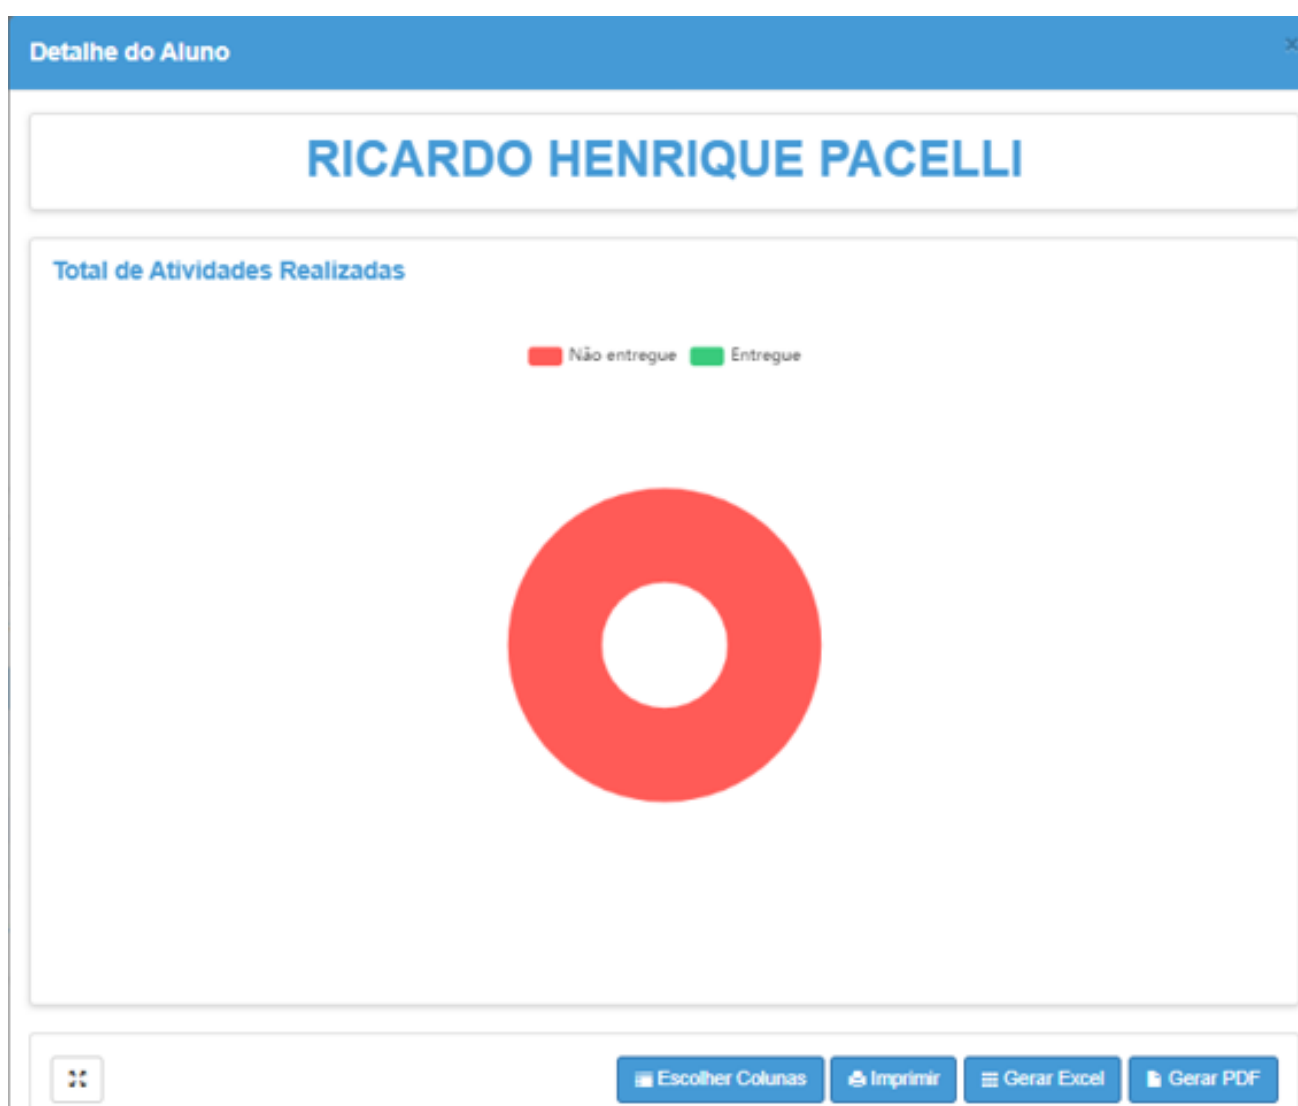 Detalhe do Aluno ×
RICARDO HENRIQUE PACELLI
Total de Atividades Realizadas
Não entregue Entregue
Escolher Colunas Imprimir Gerar Excel Gerar PDF